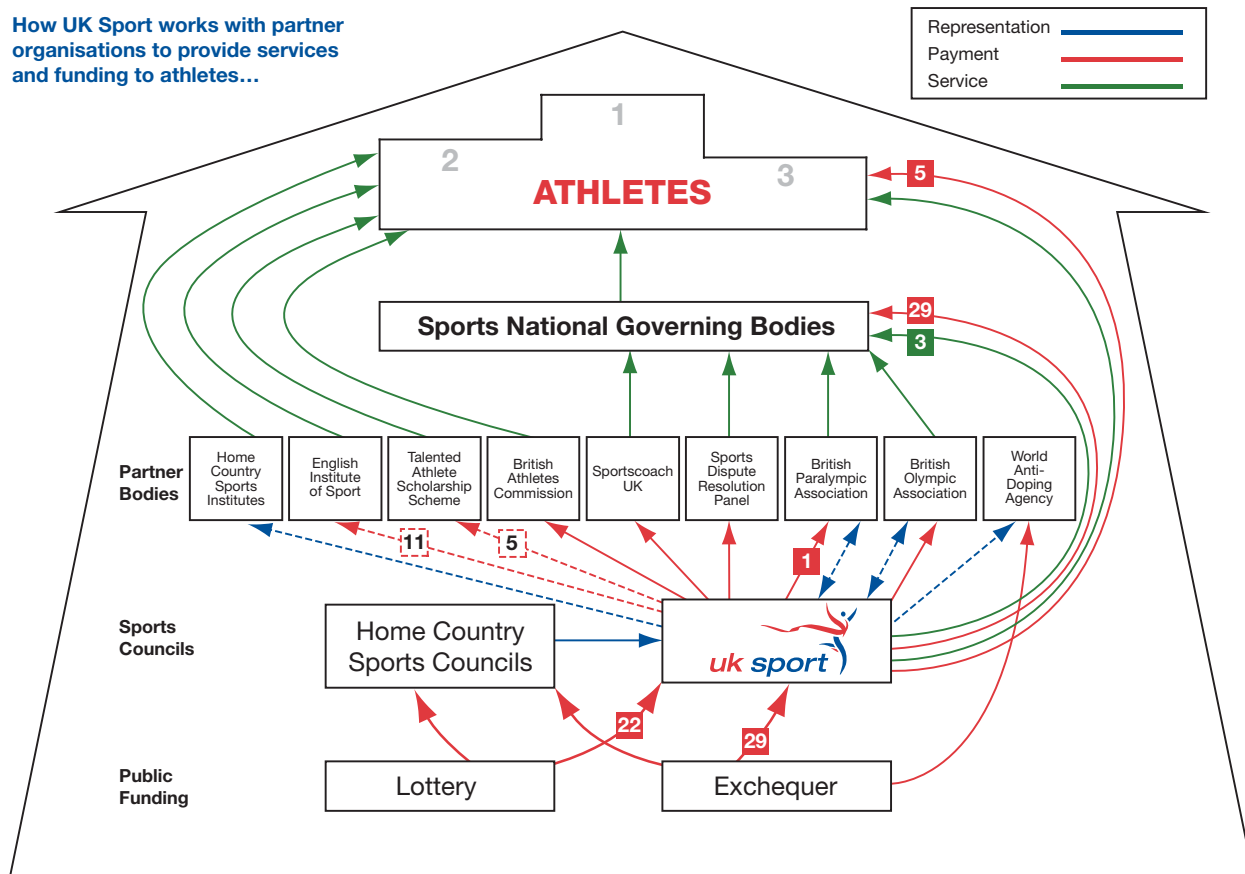 How UK Sport works with partner
organisations to provide services
and funding to athletes…
Representation
Payment
Service
1
2
3
ATHLETES
5
Sports National Governing Bodies
29
3
Partner
Bodies
Home
Country
Sports
Institutes
English
Institute
of Sport
Talented
Athlete
Scholarship
Scheme
British
Athletes
Commission
Sportscoach
UK
Sports
Dispute
Resolution
Panel
British
Paralympic
Association
British
Olympic
Association
World
Anti-
Doping
Agency
11
5
1
Sports
Councils
Home Country
Sports Councils
uk sport
22
29
Public
Funding
Lottery
Exchequer